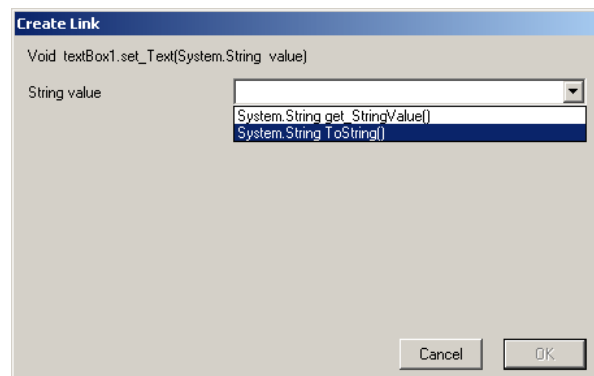 Create Link
Void textBox1.set_Text(System.String value)
String value
System.String get_StringValue()
System.String ToString()
Cancel
OK